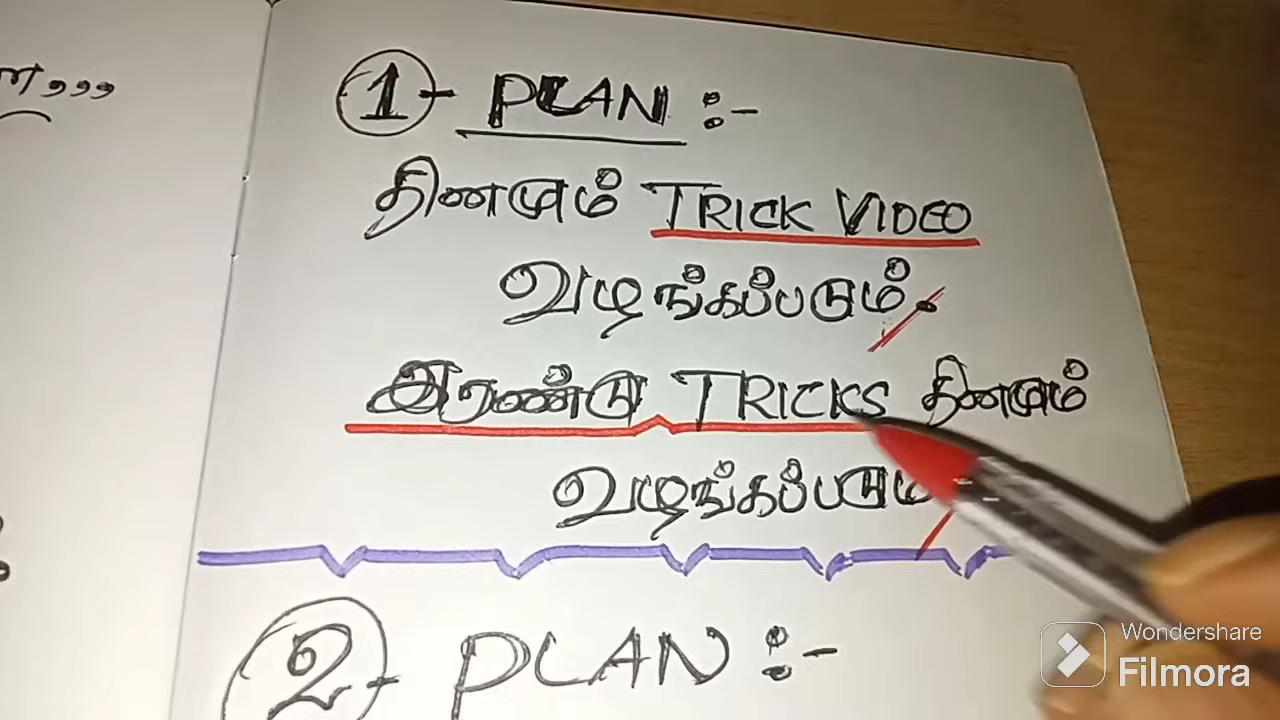 1 - PLAN :-
தினமும் TRICK VIDEO
வழங்கப்படும்.
இரண்டு TRICKS தினமும்
வழங்கப்படும்
2 - PLAN :-
Wondershare
Filmora